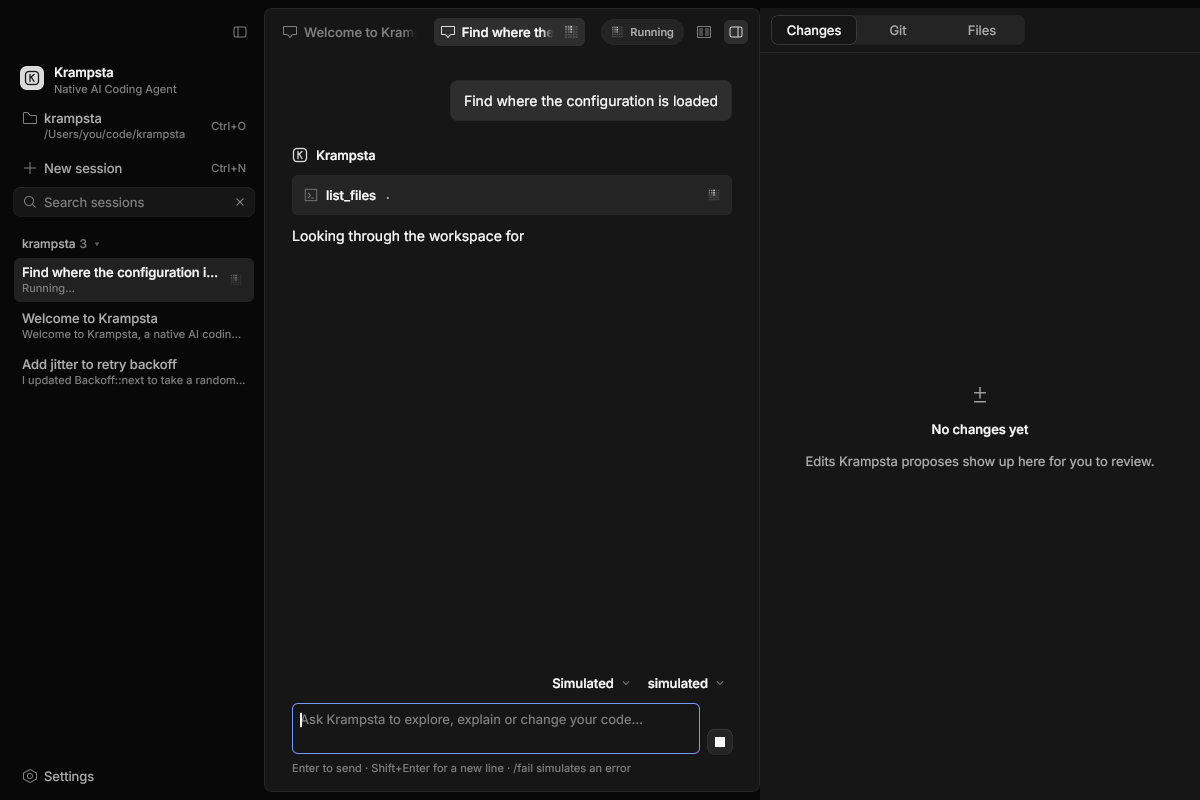 Krampsta
Native AI Coding Agent
krampsta
/Users/you/code/krampsta
Ctrl+O
New session
Ctrl+N
Search sessions
krampsta 3
Find where the configuration i...
Running...
Welcome to Krampsta
Welcome to Krampsta, a native AI codin...
Add jitter to retry backoff
I updated Backoff::next to take a random...
Settings
Welcome to Kram
Find where the
Running
Find where the configuration is loaded
Krampsta
list_files .
Looking through the workspace for
Simulated
simulated
Ask Krampsta to explore, explain or change your code...
Enter to send · Shift+Enter for a new line · /fail simulates an error
Changes
Git
Files
No changes yet
Edits Krampsta proposes show up here for you to review.